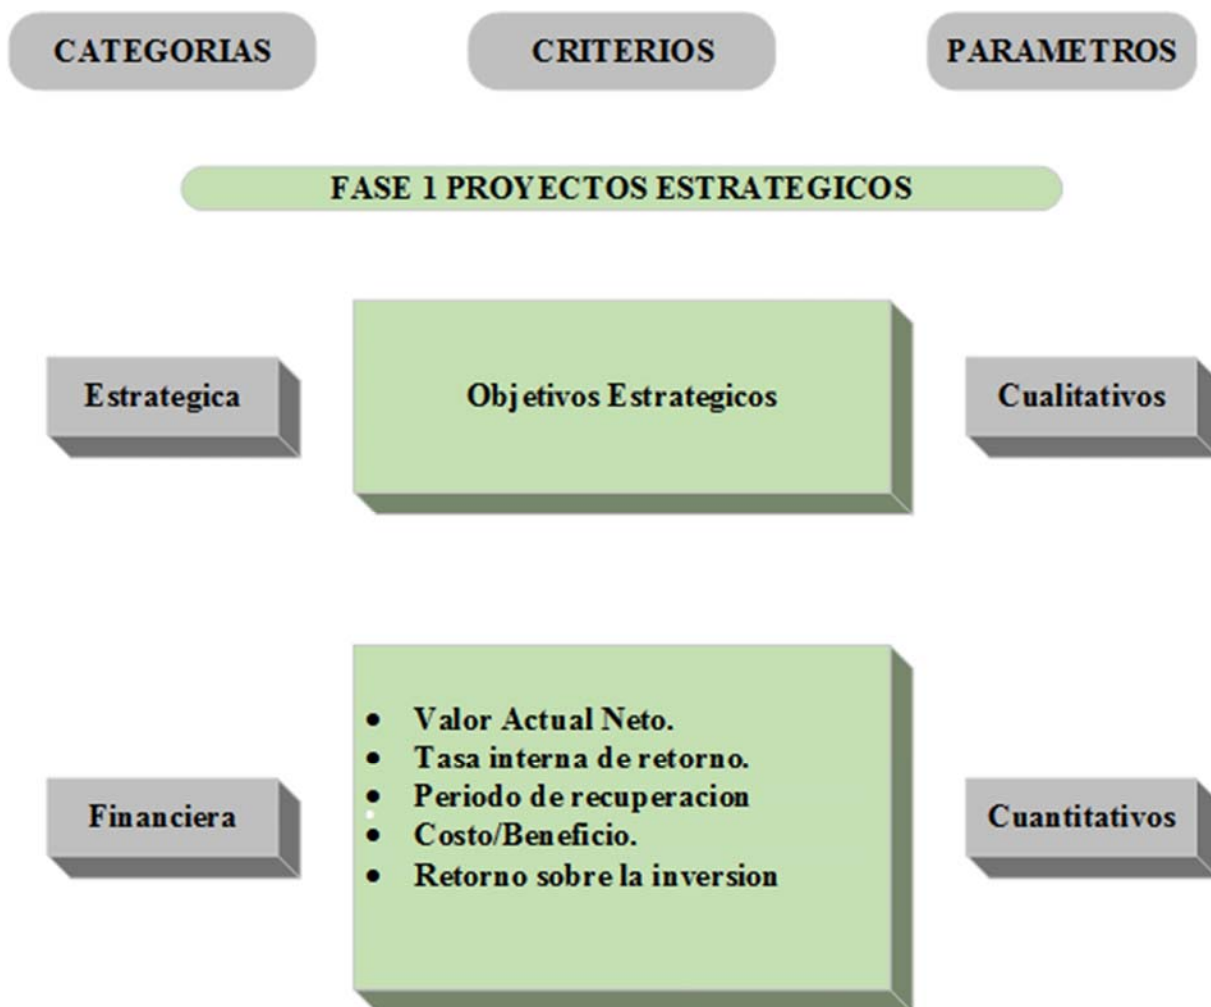 CATEGORIAS
CRITERIOS
PARAMETROS
FASE 1 PROYECTOS ESTRATEGICOS
Estrategica
Objetivos Estrategicos
Cualitativos
Financiera
• Valor Actual Neto.
• Tasa interna de retorno.
• Periodo de recuperacion
• Costo/Beneficio.
• Retorno sobre la inversion
Cuantitativos